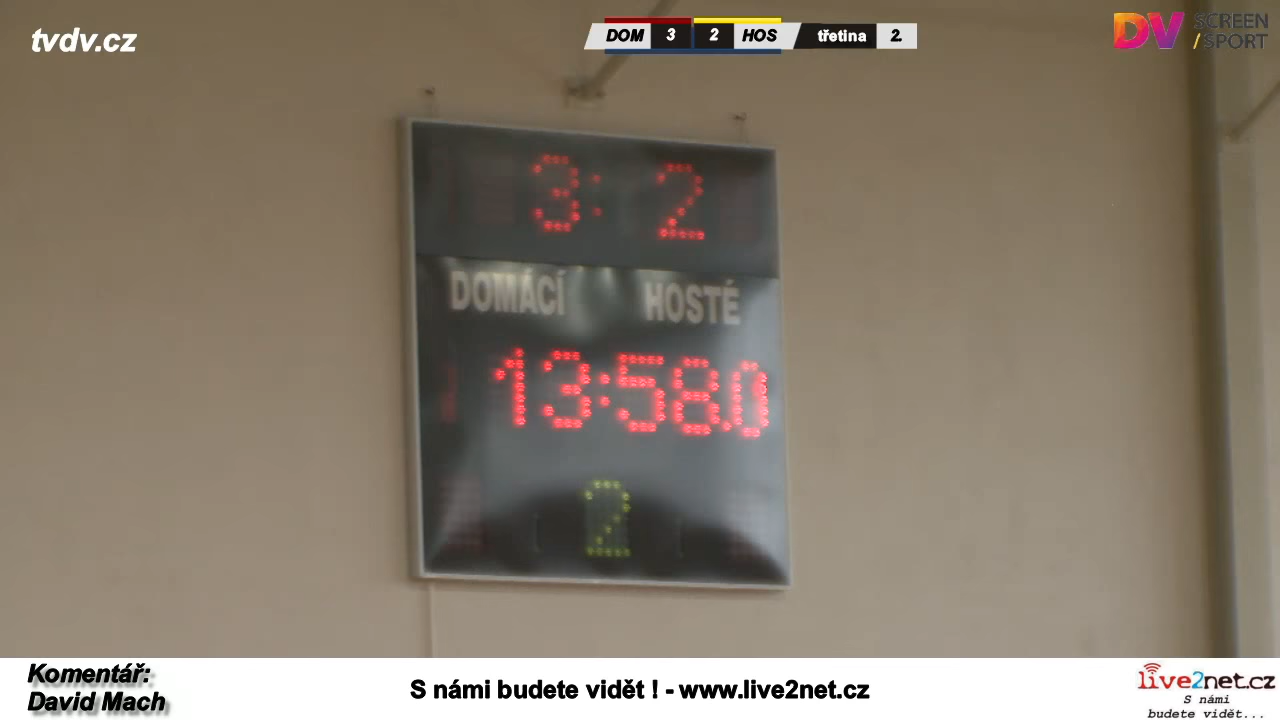 tvdv.cz
DOM 3 2 HOS třetina 2.
DV SCREEN /SPORT
3: 2
DOMÁCÍ HOSTÉ
13:58.0
2
Komentář:
David Mach
S námi budete vidět ! - www.live2net.cz
live2net.cz
S námi
budete vidět...